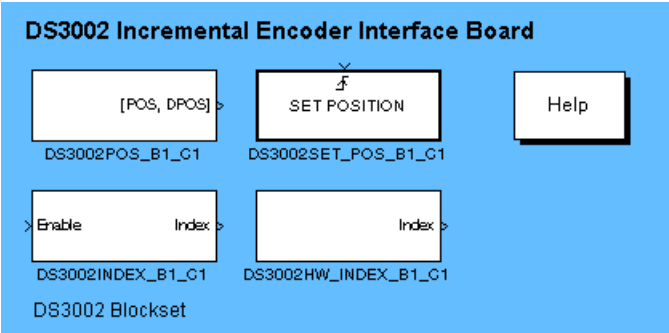 DS3002 Incremental Encoder Interface Board
[POS, DPOS]
DS3002POS_B1_C1
SET POSITION
DS3002SET_POS_B1_C1
Help
Enable
Index
DS3002INDEX_B1_C1
Index
DS3002HW_INDEX_B1_C1
DS3002 Blockset